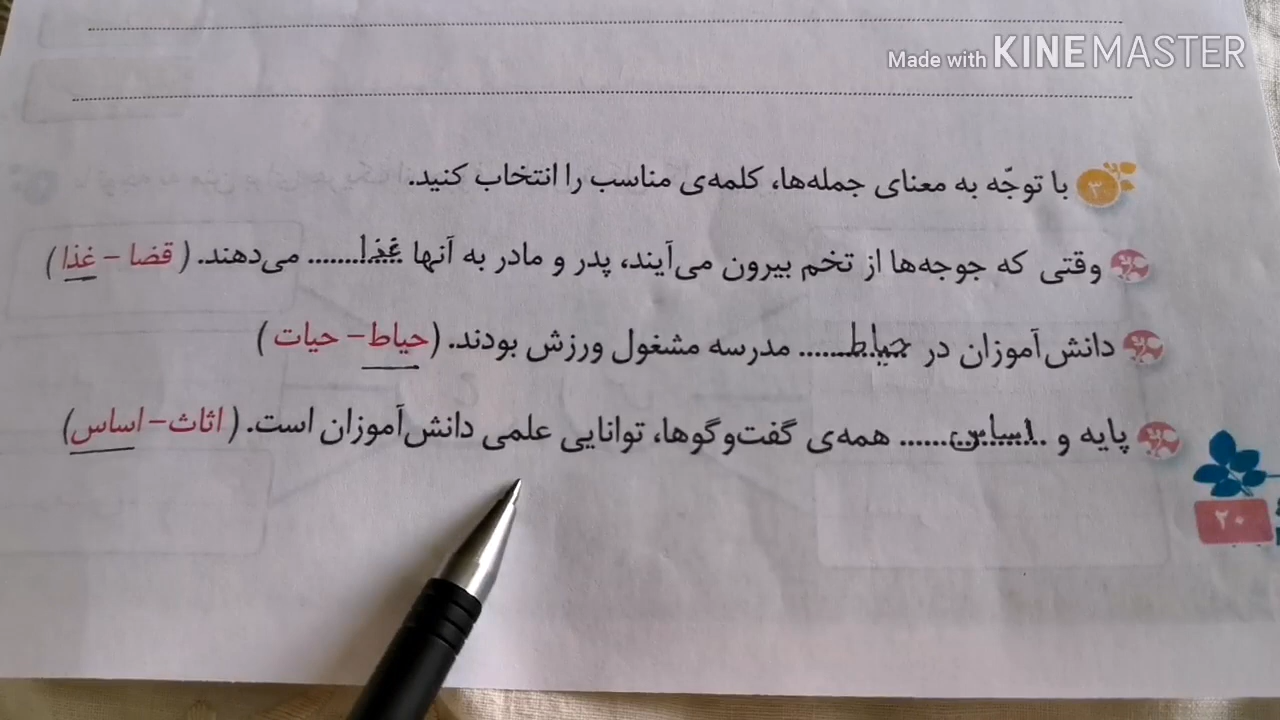 Made with KINEMASTER
۳ با توجّه به معنای جمله‌ها، کلمه‌ی مناسب را انتخاب کنید.
وقتی که جوجه‌ها از تخم بیرون می‌آیند، پدر و مادر به آنها غذا........ می‌دهند. ( قضا – غذا )
دانش‌آموزان در حیاط........ مدرسه مشغول ورزش بودند. (حیاط – حیات )
پایه و اساس........ همه‌ی گفت‌وگوها، توانایی علمی دانش‌آموزان است. ( اثاث – اساس)
۲۰